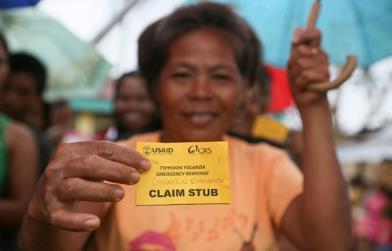 USAID CRS
TYPHOON YOLANDA
EMERGENCY RESPONSE
CLAIM STUB